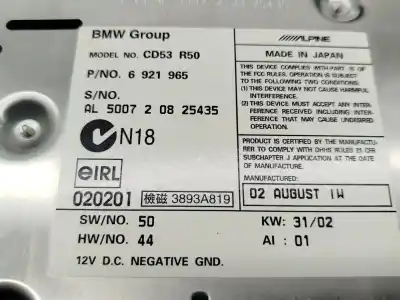 BMW Group
MODEL NO. CD53 R50
P/NO. 6 921 965
S/NO.
AL 5007 2 08 25435
N18
eIRL
020201 檢磁 3893A819
SW/NO. 50
HW/NO. 44
12V D.C. NEGATIVE GND.
ALPINE
MADE IN JAPAN
THIS DEVICE COMPLIES WITH PART 15 OF
THE FCC RULES. OPERATION IS SUBJECT
TO THE FOLLOWING TWO CONDITIONS.
(1) THIS DEVICE MAY NOT CAUSE HARMFUL
INTERFERENCE.
(2) THIS DEVICE MUST ACCEPT ANY INTER-
FERENCE RECEIVED, INCLUDING INTER-
FERENCE THAT MAY CAUSE UNDESIRED
OPERATION.
PRODUCT IS CERTIFIED BY THE MANUFACTU-
RER TO COMPLY WITH DHHS RULES 21 CFR
SUBCHAPTER J APPLICATION AT THE DATE
OF MANUFACTURE.
02 AUGUST IW
KW: 31/02
AI : 01